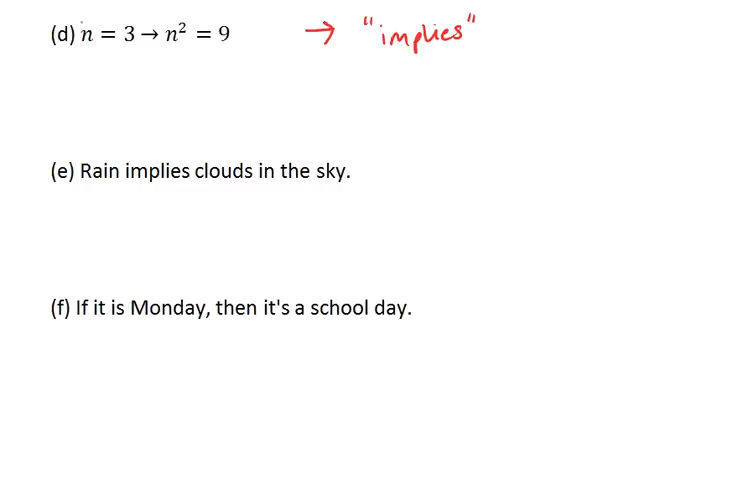 (d) n = 3 → n² = 9 → "implies"
(e) Rain implies clouds in the sky.
(f) If it is Monday, then it's a school day.